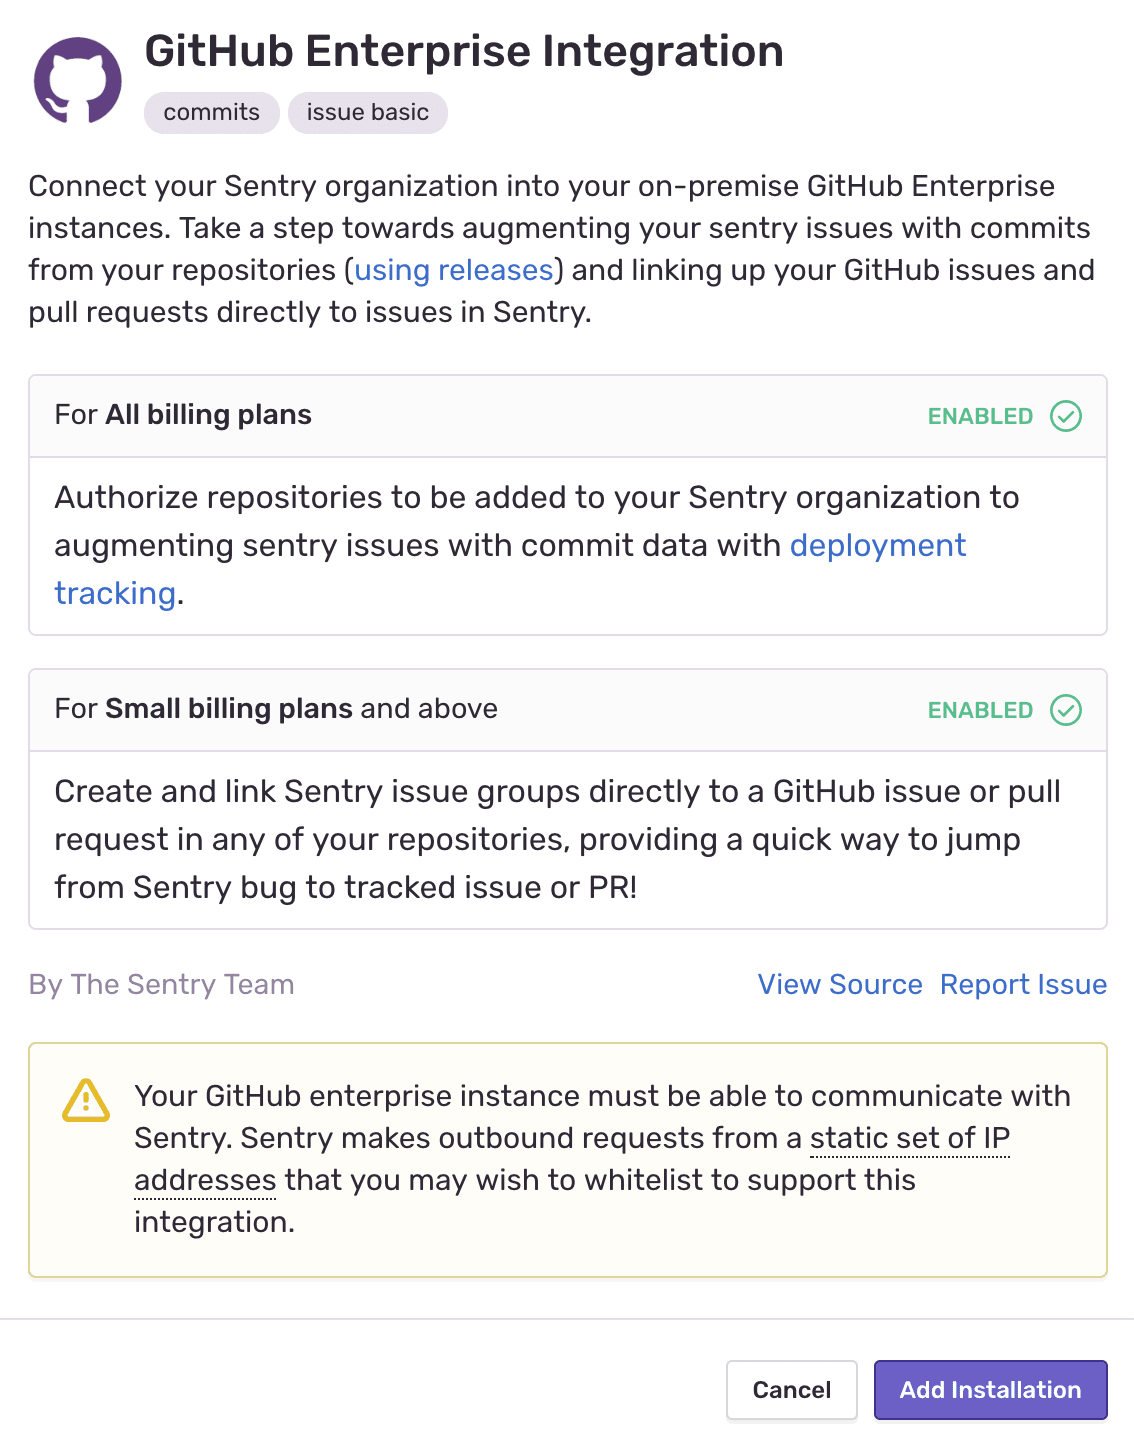 GitHub Enterprise Integration
commits issue basic
Connect your Sentry organization into your on-premise GitHub Enterprise
instances. Take a step towards augmenting your sentry issues with commits
from your repositories (using releases) and linking up your GitHub issues and
pull requests directly to issues in Sentry.
For All billing plans ENABLED
Authorize repositories to be added to your Sentry organization to
augmenting sentry issues with commit data with deployment
tracking.
For Small billing plans and above ENABLED
Create and link Sentry issue groups directly to a GitHub issue or pull
request in any of your repositories, providing a quick way to jump
from Sentry bug to tracked issue or PR!
By The Sentry Team View Source Report Issue
Your GitHub enterprise instance must be able to communicate with
Sentry. Sentry makes outbound requests from a static set of IP
addresses that you may wish to whitelist to support this
integration.
Cancel Add Installation